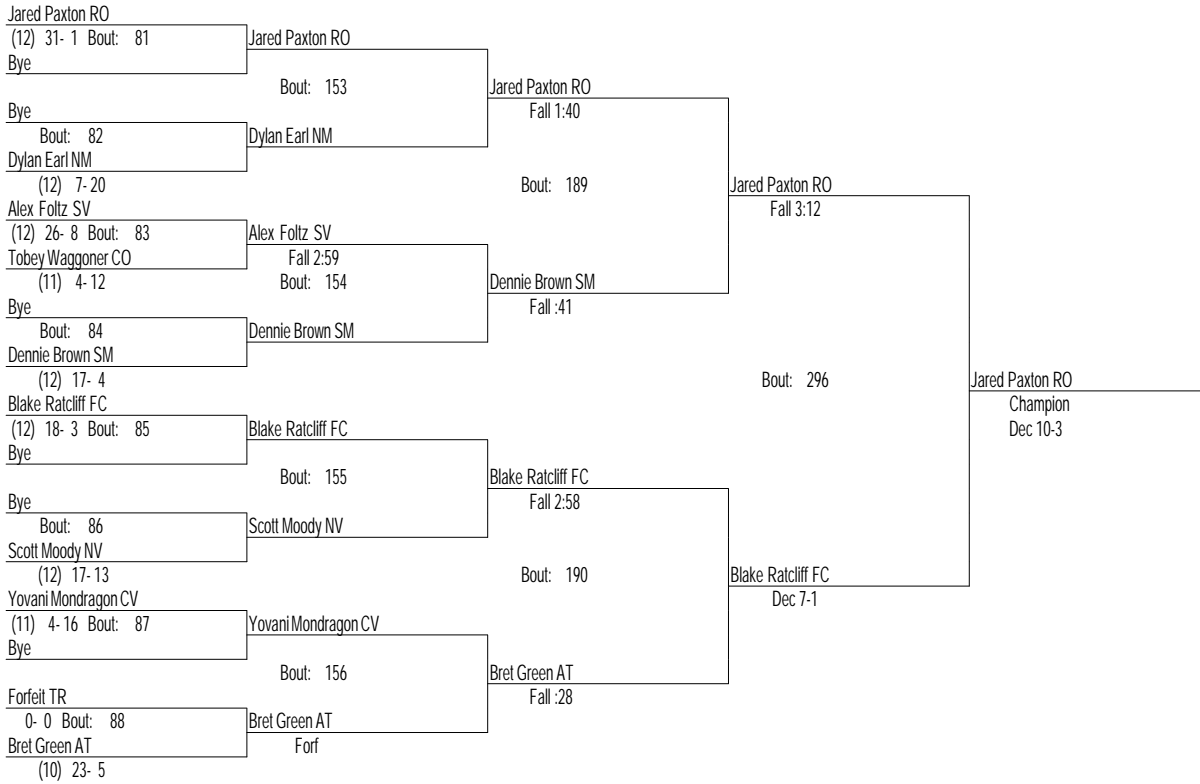 Jared Paxton RO
(12) 31- 1 Bout: 81
Bye
Bye
Bout: 82
Dylan Earl NM
(12) 7- 20
Alex Foltz SV
(12) 26- 8 Bout: 83
Tobey Waggoner CO
(11) 4- 12
Bye
Bout: 84
Dennie Brown SM
(12) 17- 4
Blake Ratcliff FC
(12) 18- 3 Bout: 85
Bye
Bye
Bout: 86
Scott Moody NV
(12) 17- 13
Yovani Mondragon CV
(11) 4- 16 Bout: 87
Bye
Forfeit TR
0- 0 Bout: 88
Bret Green AT
(10) 23- 5
Jared Paxton RO
Bout: 153
Dylan Earl NM
Alex Foltz SV
Fall 2:59
Bout: 154
Dennie Brown SM
Blake Ratcliff FC
Bout: 155
Scott Moody NV
Yovani Mondragon CV
Bout: 156
Bret Green AT
Forf
Jared Paxton RO
Fall 1:40
Bout: 189
Dennie Brown SM
Fall :41
Blake Ratcliff FC
Fall 2:58
Bout: 190
Bret Green AT
Fall :28
Jared Paxton RO
Fall 3:12
Bout: 296
Blake Ratcliff FC
Dec 7-1
Jared Paxton RO
Champion
Dec 10-3